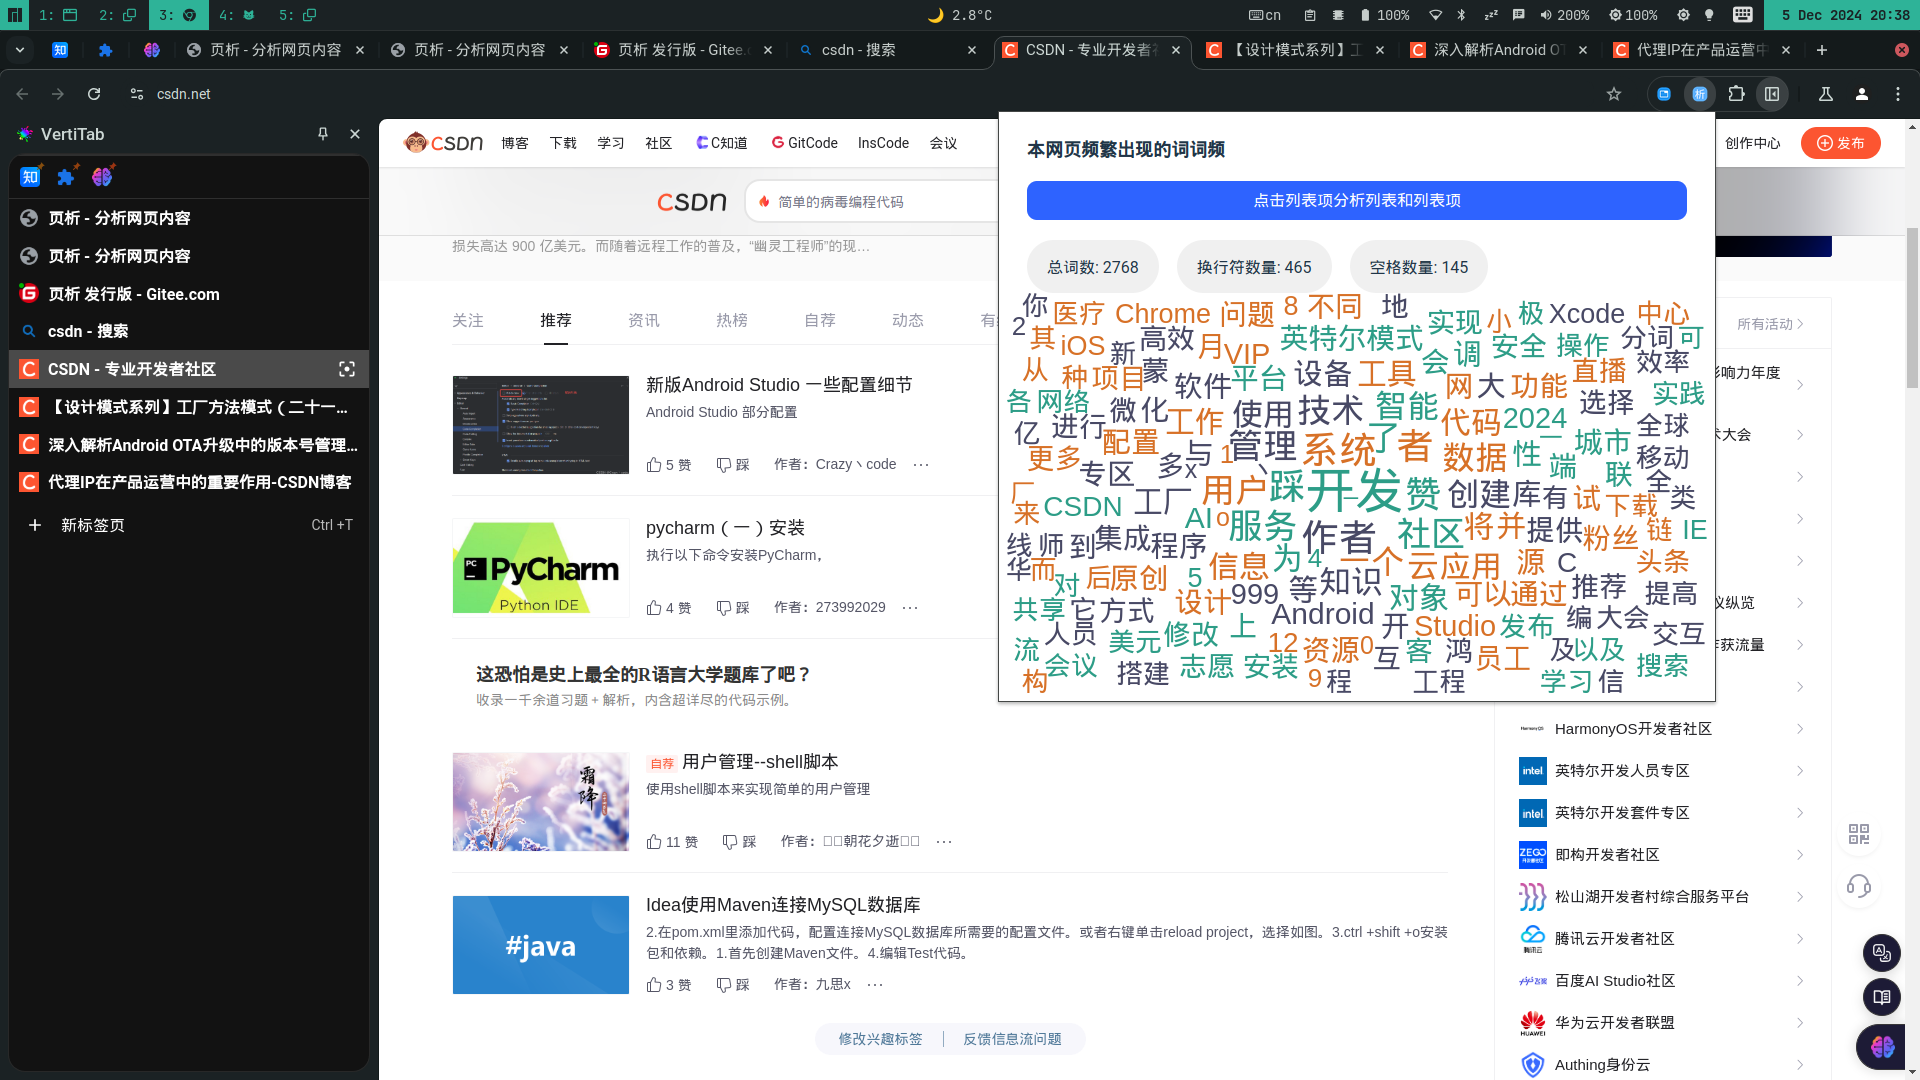 1:
2:
3:
4:
5:
2.8°C
cn
100%
200%
100%
5 Dec 2024 20:38
页析 - 分析网页内容
页析 - 分析网页内容
页析 发行版 - Gitee.c
csdn - 搜索
CSDN - 专业开发者
【设计模式系列】工
深入解析Android OT
代理IP在产品运营中
csdn.net
VertiTab
页析 - 分析网页内容
页析 - 分析网页内容
页析 发行版 - Gitee.com
csdn - 搜索
CSDN - 专业开发者社区
【设计模式系列】工厂方法模式（二十一...
深入解析Android OTA升级中的版本号管理...
代理IP在产品运营中的重要作用-CSDN博客
新标签页 Ctrl +T
CSDN 博客 下载 学习 社区 C知道 GitCode InsCode 会议
创作中心 发布
CSDN 简单的病毒编程代码
损失高达 900 亿美元。而随着远程工作的普及，“幽灵工程师”的现…
关注 推荐 资讯 热榜 自荐 动态
新版Android Studio 一些配置细节
Android Studio 部分配置
5 赞 踩 作者：Crazy丶code ···
pycharm（一）安装
执行以下命令安装PyCharm，
PyCharm
Python IDE
4 赞 踩 作者：273992029 ···
这恐怕是史上最全的R语言大学题库了吧？
收录一千余道习题 + 解析，内含超详尽的代码示例。
霜降
自荐 用户管理--shell脚本
使用shell脚本来实现简单的用户管理
11 赞 踩 作者：朝花夕逝 ···
#java
Idea使用Maven连接MySQL数据库
2.在pom.xml里添加代码，配置连接MySQL数据库所需要的配置文件。或者右键单击reload project，选择如图。3.ctrl +shift +o安装
包和依赖。1.首先创建Maven文件。4.编辑Test代码。
3 赞 踩 作者：九思x ···
修改兴趣标签 反馈信息流问题
本网页频繁出现的词词频
点击列表项分析列表和列表项
总词数: 2768
换行符数量: 465
空格数量: 145
你 医疗 Chrome 问题 8 不同 地 实现 小 极 Xcode 中心
2 其 iOS 新 高效 月 VIP 英特尔模式 会 调 安全 操作 分词 可
从 种 项目 蒙 软件 平台 设备 工具 网 大 功能 直播 效率
各 网络 微 化 工作 使用 技术 智能 代码 2024 选择 实践
亿 进行 配置 与 1 管理 系统 了 者 数据 性 一 城市 全球
更多 专区 多 x 丶 用户 踩 开发 赞 创建 库 有 端 试 联 移动 全
厂 来 CSDN 工厂 AI o 服务 作者 社区 将 并 提供 下载 类
线 师 到 集成 程序 信息 为 4 一个 云 应用 源 C 粉丝 链 IE
华 而 对 后 原创 5 设计 999 等 知识 对象 可以 通过 推荐 头条
共享 它 方式 Android 开 Studio 发布 编 大会 提高
流 人员 美元 修改 上 12 资源 0 互 客 鸿 员工 及 以及 交互
构 会议 搭建 志愿 安装 9 程 工程 学习 信 搜索
所有活动
影响力年度
大会
纵览
获流量
HarmonyOS开发者社区
intel 英特尔开发人员专区
intel 英特尔开发套件专区
ZEGO 即构开发者社区
松山湖开发者村综合服务平台
腾讯云 腾讯云开发者社区
百度AI Studio社区
HUAWEI 华为云开发者联盟
Authing身份云